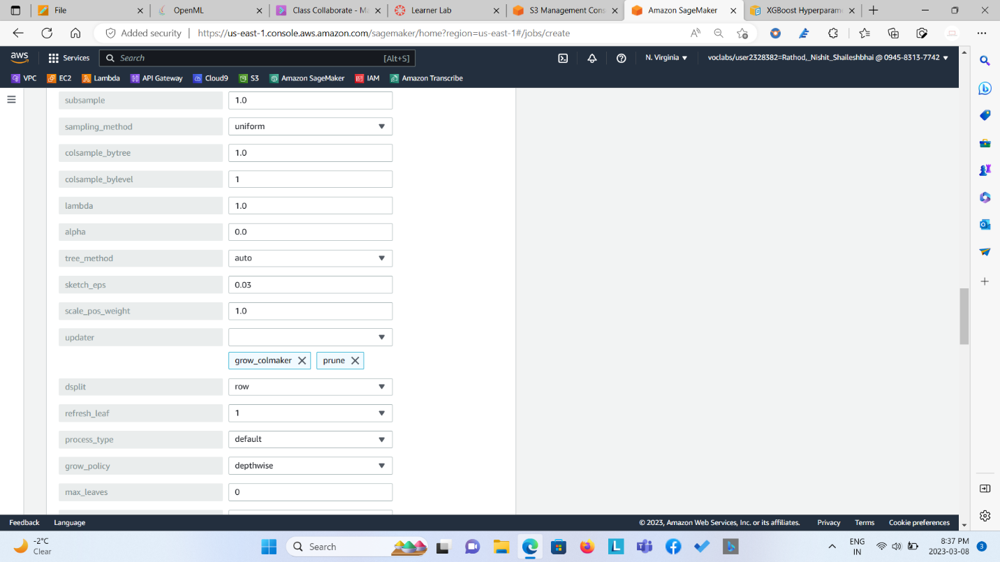 File
OpenML
Class Collaborate - Ma
Learner Lab
S3 Management Cons
Amazon SageMaker
XGBoost Hyperparam
Added security
https://us-east-1.console.aws.amazon.com/sagemaker/home?region=us-east-1#/jobs/create
aws
Services
Search
[Alt+S]
N. Virginia
voclabs/user2328382=Rathod,_Nishit_Shaileshbhai @ 0945-8313-7742
VPC
EC2
Lambda
API Gateway
Cloud9
S3
Amazon SageMaker
IAM
Amazon Transcribe
subsample 1.0
sampling_method uniform
colsample_bytree 1.0
colsample_bylevel 1
lambda 1.0
alpha 0.0
tree_method auto
sketch_eps 0.03
scale_pos_weight 1.0
updater
grow_colmaker prune
dsplit row
refresh_leaf 1
process_type default
grow_policy depthwise
max_leaves 0
Feedback
Language
© 2023, Amazon Web Services, Inc. or its affiliates.
Privacy
Terms
Cookie preferences
-2°C
Clear
Search
ENG
IN
8:37 PM
2023-03-08
3